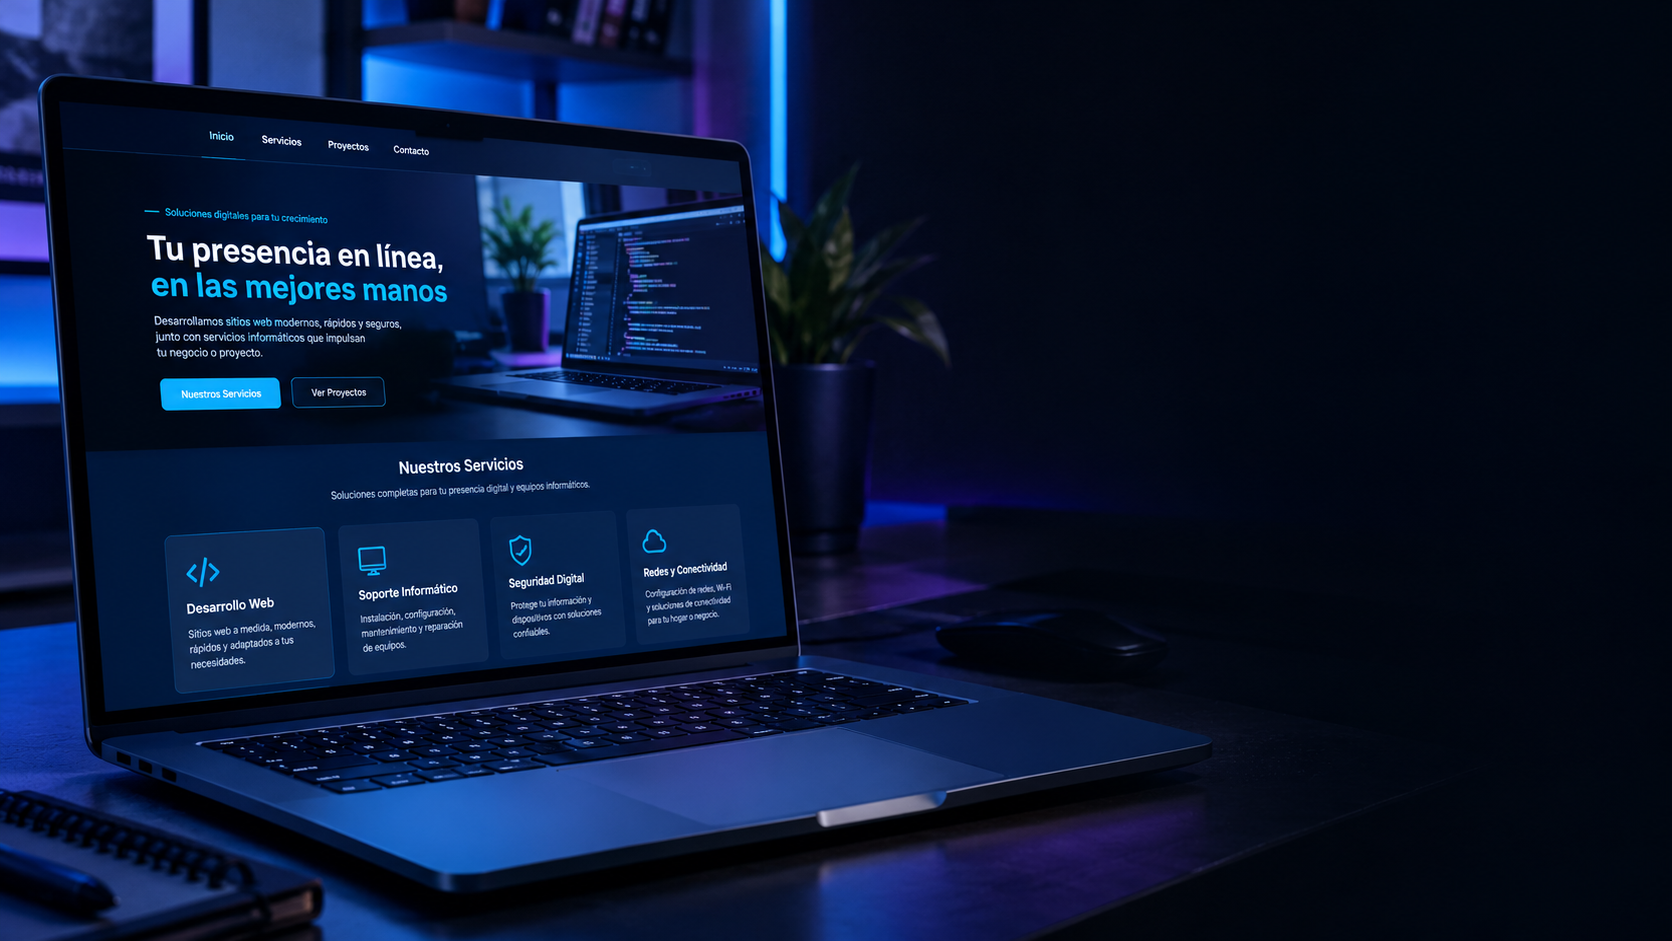 Inicio Servicios Proyectos Contacto
Soluciones digitales para tu crecimiento
Tu presencia en línea,
en las mejores manos
Desarrollamos sitios web modernos, rápidos y seguros,
junto con servicios informáticos que impulsan
tu negocio o proyecto.
Nuestros Servicios
Ver Proyectos
Nuestros Servicios
Soluciones completas para tu presencia digital y equipos informáticos.
</>
Desarrollo Web
Sitios web a medida, modernos,
rápidos y adaptados a tus
necesidades.
Soporte Informático
Instalación, configuración,
mantenimiento y reparación
de equipos.
Seguridad Digital
Protege tu información y
dispositivos con soluciones
confiables.
Redes y Conectividad
Configuración de redes, Wi-Fi
y soluciones de conectividad
para tu hogar o negocio.